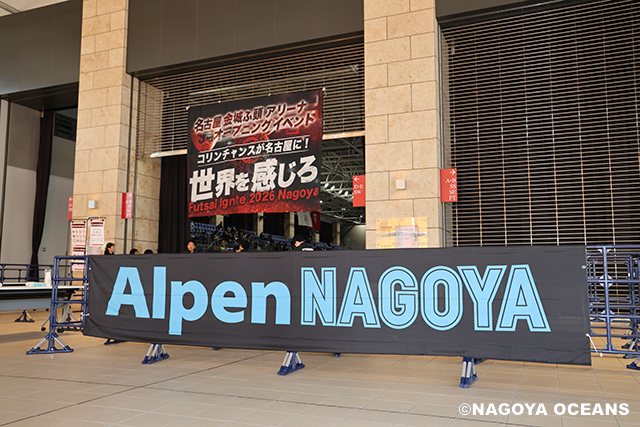 名古屋 金城ふ頭 アリーナ
オープニングイベント
コリンチャンスが名古屋に!
世界を感じろ
Futsal Ignite 2026 Nagoya
Alpen NAGOYA
©NAGOYA OCEANS